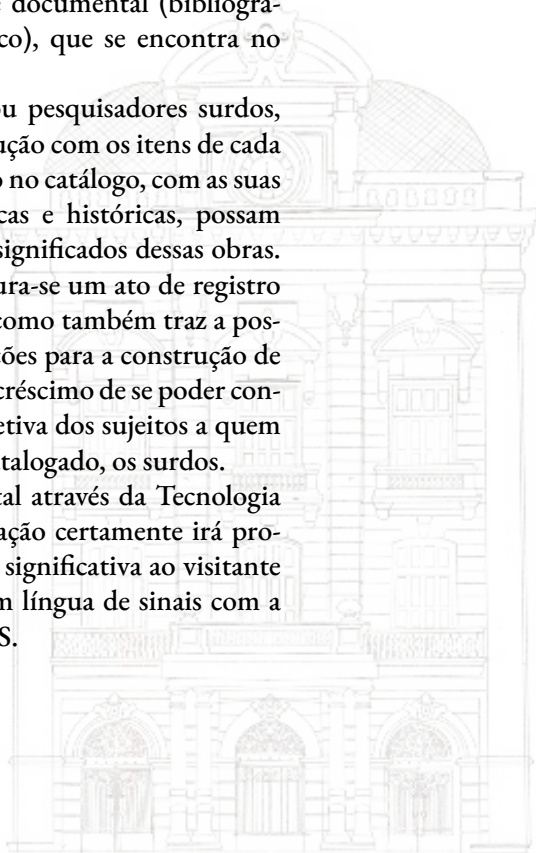 documental (bibliogra-
co), que se encontra no
ou pesquisadores surdos,
ução com os itens de cada
o no catálogo, com as suas
cas e históricas, possam
significados dessas obras.
ura-se um ato de registro
como também traz a pos-
ções para a construção de
créscimo de se poder con-
etiva dos sujeitos a quem
talogado, os surdos.
tal através da Tecnologia
ação certamente irá pro-
significativa ao visitante
m língua de sinais com a
S.